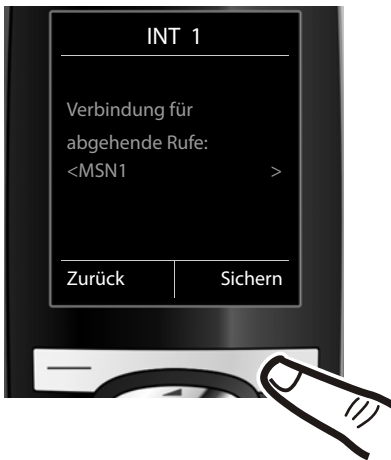 INT 1
Verbindung für
abgehende Rufe:
<MSN1 >
Zurück Sichern